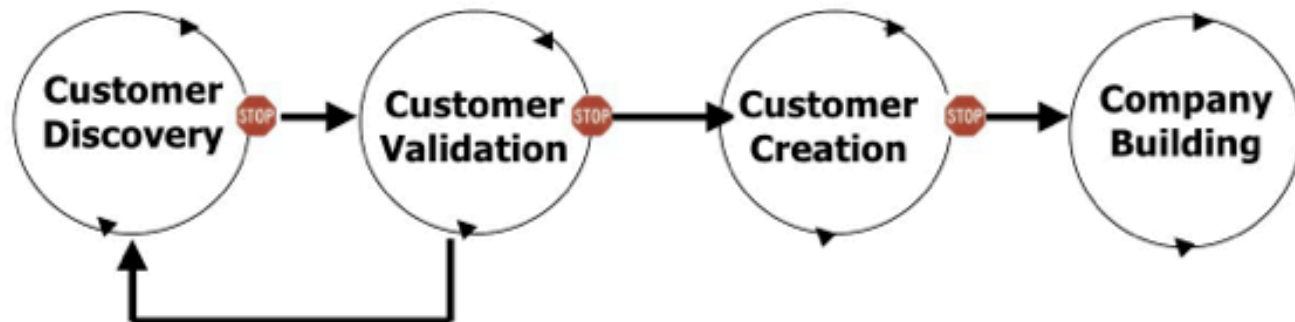 Customer
Discovery
STOP
Customer
Validation
STOP
Customer
Creation
STOP
Company
Building